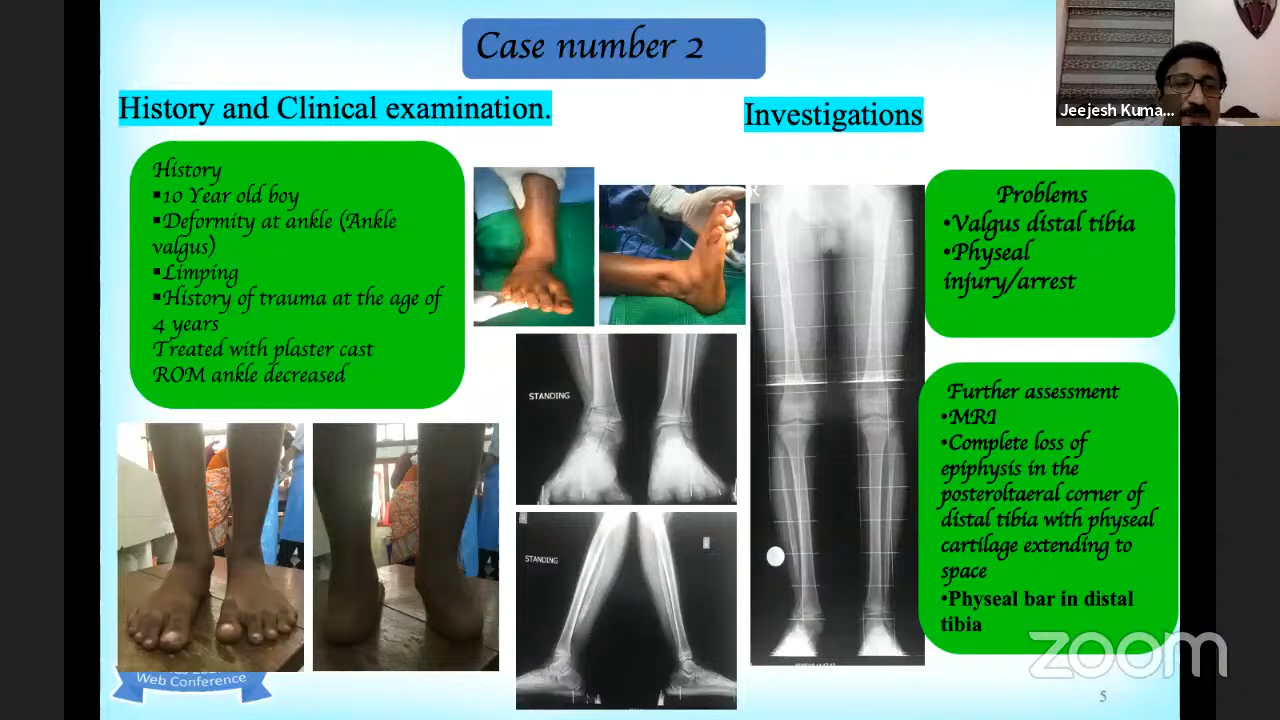 Case number 2
Jeejesh Kuma...
History and Clinical examination.
Investigations
History
▪10 Year old boy
▪Deformity at ankle (Ankle
valgus)
▪Limping
▪History of trauma at the age of
4 years
Treated with plaster cast
ROM ankle decreased
Problems
•Valgus distal tibia
•Physeal
injury/arrest
Further assessment
•MRI
•Complete loss of
epiphysis in the
posteroltaeral corner of
distal tibia with physeal
cartilage extending to
space
•Physeal bar in distal
tibia
R
STANDING
STANDING
Web Conference
zoom
5